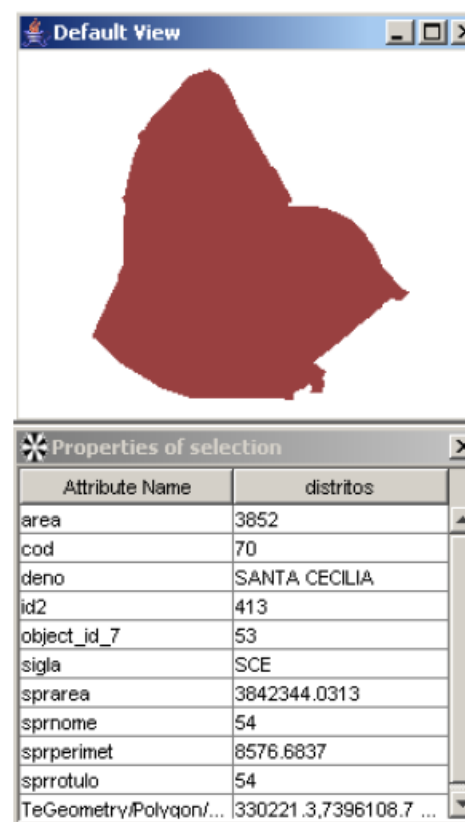 Default View
Properties of selection
Attribute Name distritos
area 3852
cod 70
deno SANTA CECILIA
id2 413
object_id_7 53
sigla SCE
sprarea 3842344.0313
sprnome 54
sprperimet 8576.6837
sprrotulo 54
TeGeometry/Polygon/... 330221.3,7396108.7 ...